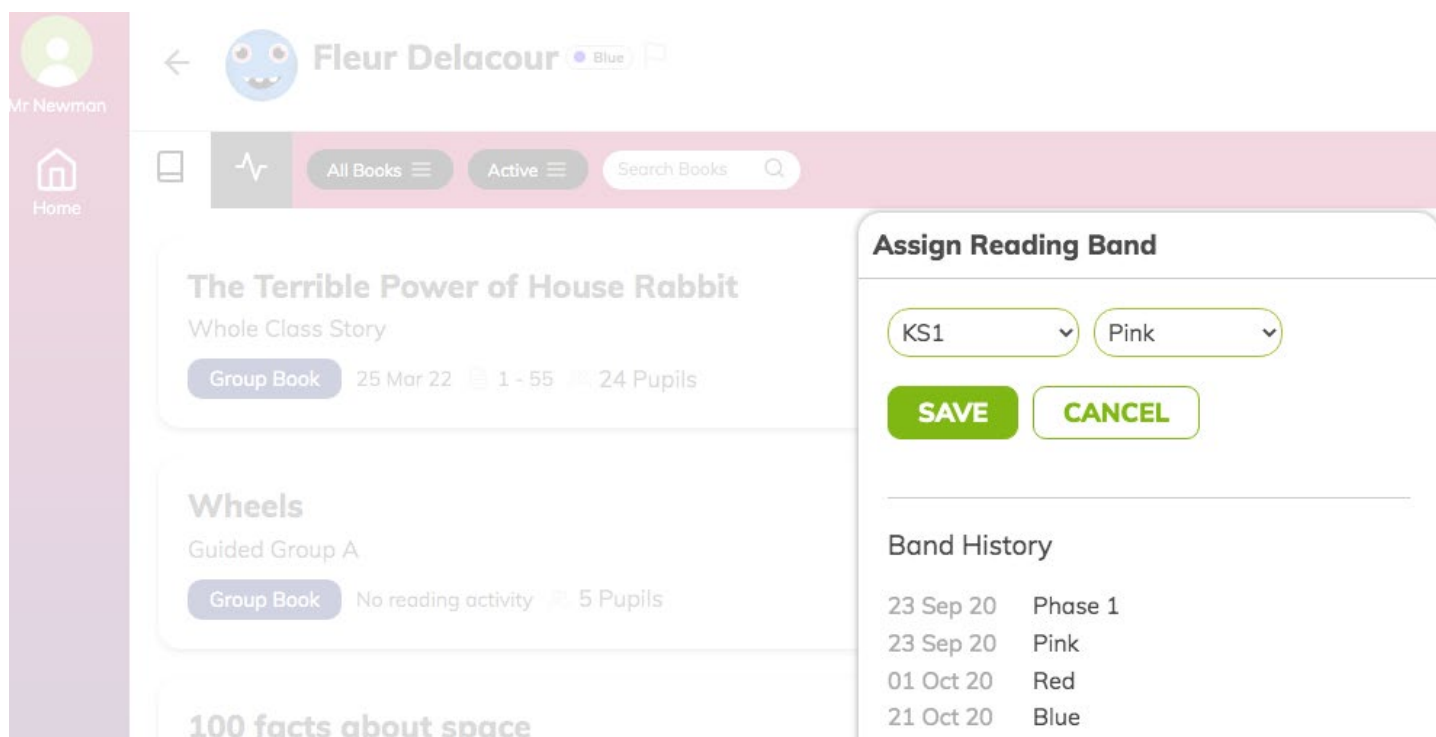 Mr Newman
Home
Fleur Delacour Blue
All Books Active Search Books
The Terrible Power of House Rabbit
Whole Class Story
Group Book 25 Mar 22 1 - 55 24 Pupils
Wheels
Guided Group A
Group Book No reading activity 5 Pupils
100 facts about space
Assign Reading Band
KS1 Pink
SAVE CANCEL
Band History
23 Sep 20 Phase 1
23 Sep 20 Pink
01 Oct 20 Red
21 Oct 20 Blue